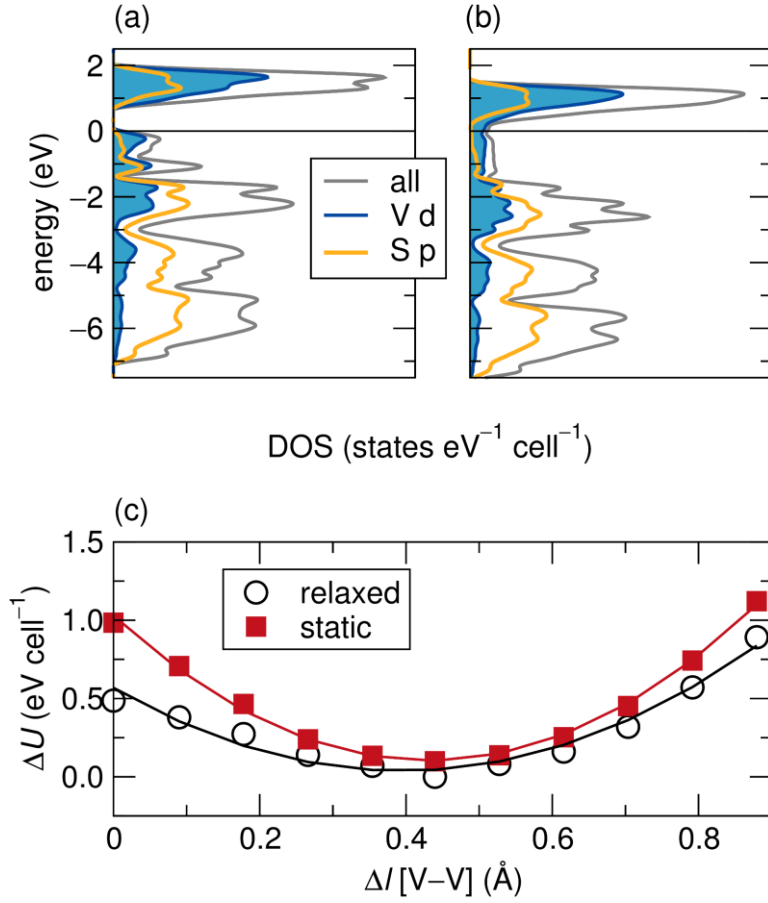 (a) (b)
2
0
−2
−4
−6
energy (eV)
all
V d
S p
DOS (states eV⁻¹ cell⁻¹)
(c)
1.5
1.0
0.5
0.0
ΔU (eV cell⁻¹)
relaxed
static
0 0.2 0.4 0.6 0.8
Δl [V−V] (Å)